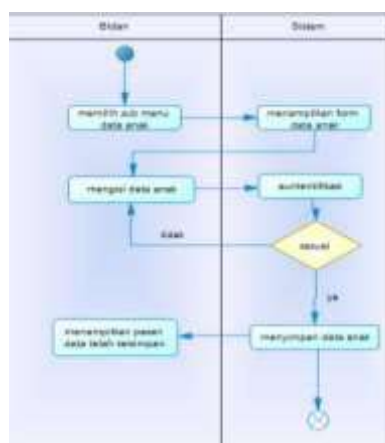 Bidan
Sistem
memilih sub menu
data anak
menampilkan form
data anak
mengisi data anak
auntentifikasi
tidak
sesuai
ya
menampilkan pesan
data telah tersimpan
menyimpan data anak